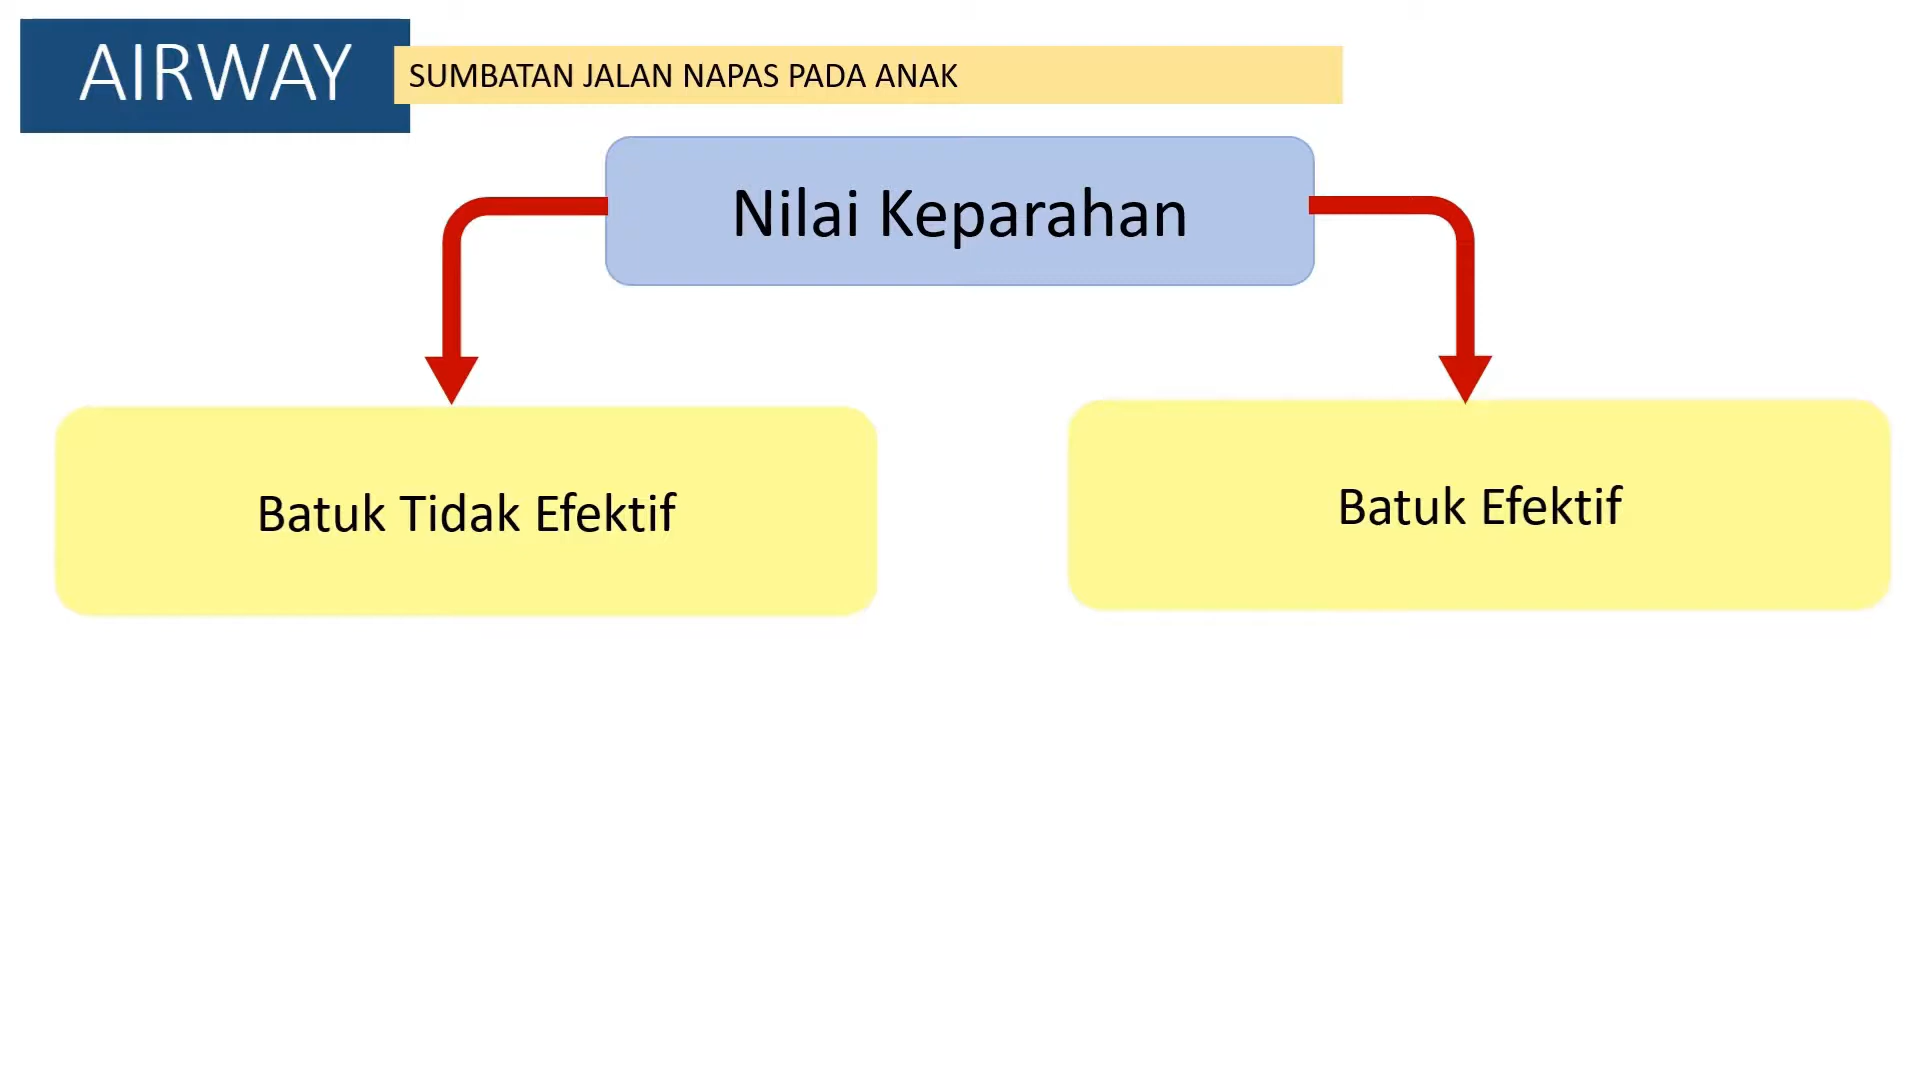 AIRWAY
SUMBATAN JALAN NAPAS PADA ANAK
Nilai Keparahan
Batuk Tidak Efektif
Batuk Efektif